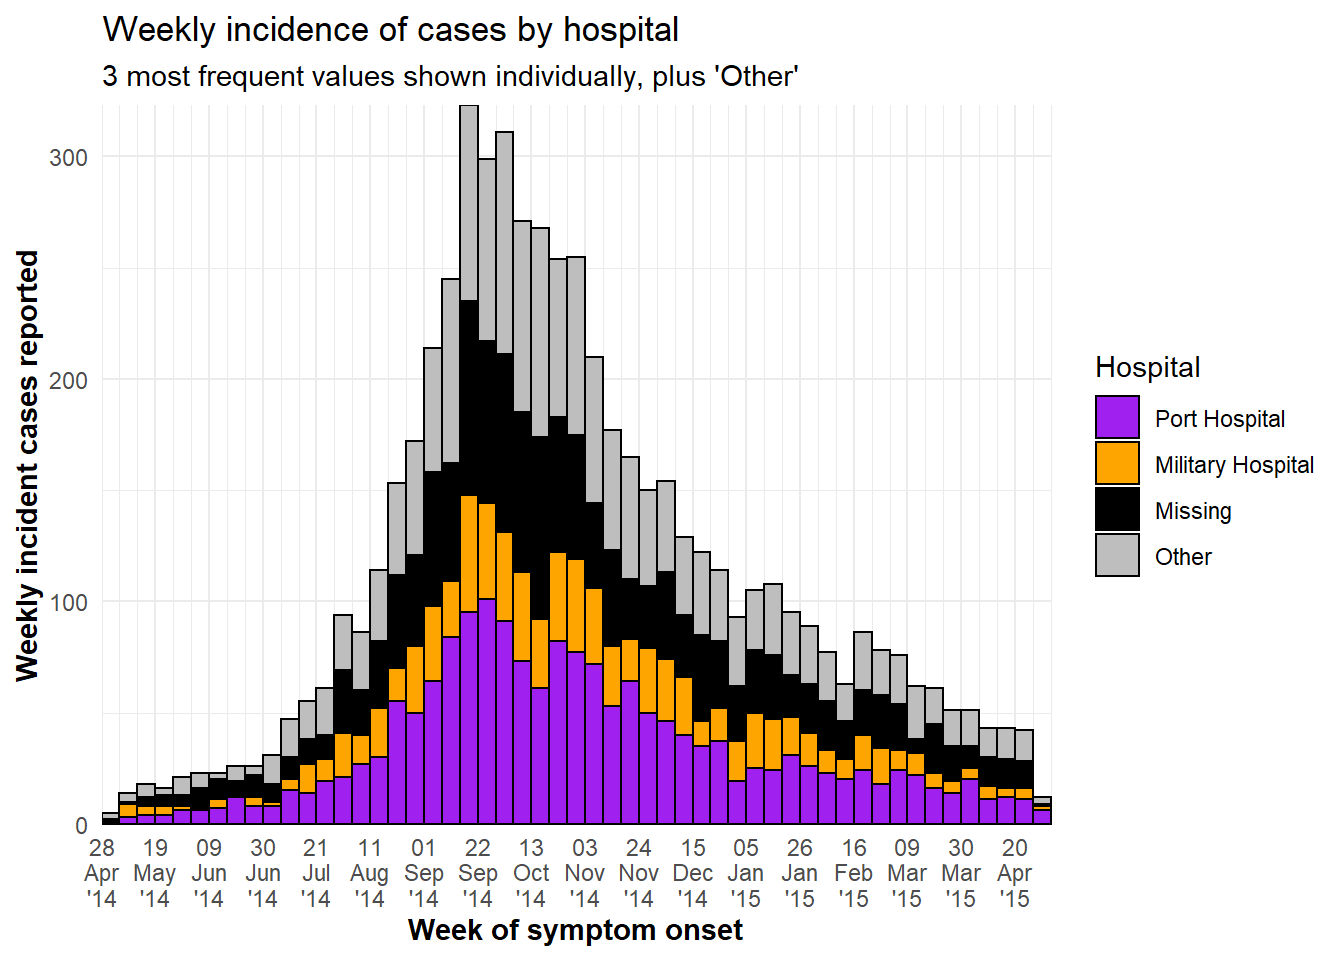 Weekly incidence of cases by hospital
3 most frequent values shown individually, plus 'Other'
Weekly incident cases reported
300
200
100
0
28 19 09 30 21 11 01 22 13 03 24 15 05 26 16 09 30 20
Apr May Jun Jun Jul Aug Sep Sep Oct Nov Nov Dec Jan Jan Feb Mar Mar Apr
'14 '14 '14 '14 '14 '14 '14 '14 '14 '14 '14 '14 '15 '15 '15 '15 '15 '15
Week of symptom onset
Hospital
Port Hospital
Military Hospital
Missing
Other